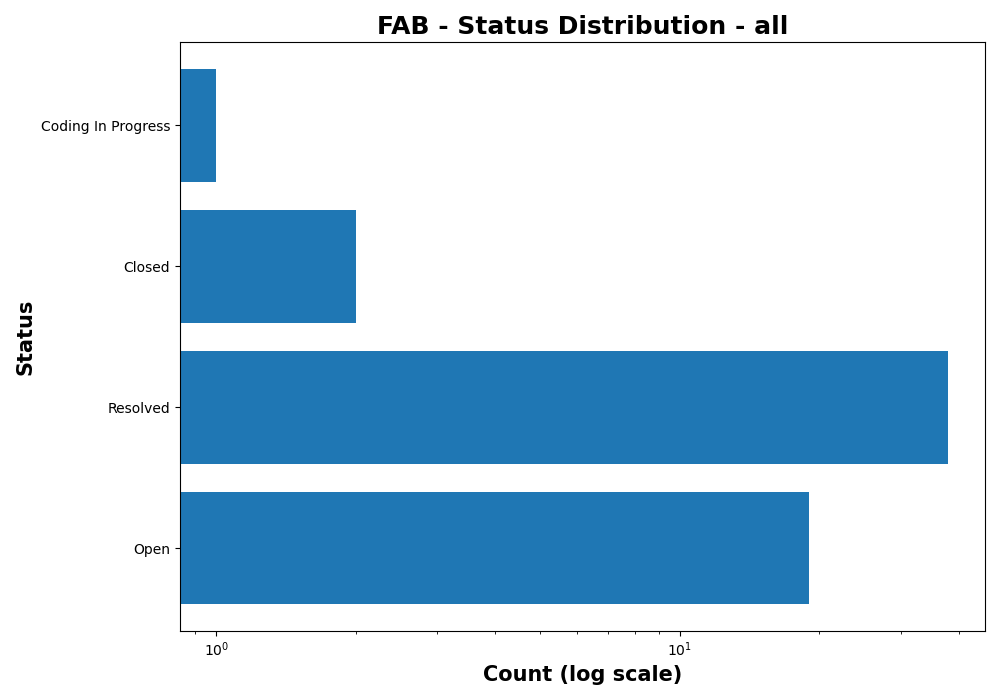 FAB - Status Distribution - all
Coding In Progress
Closed
Resolved
Open
Status
10⁰
10¹
Count (log scale)